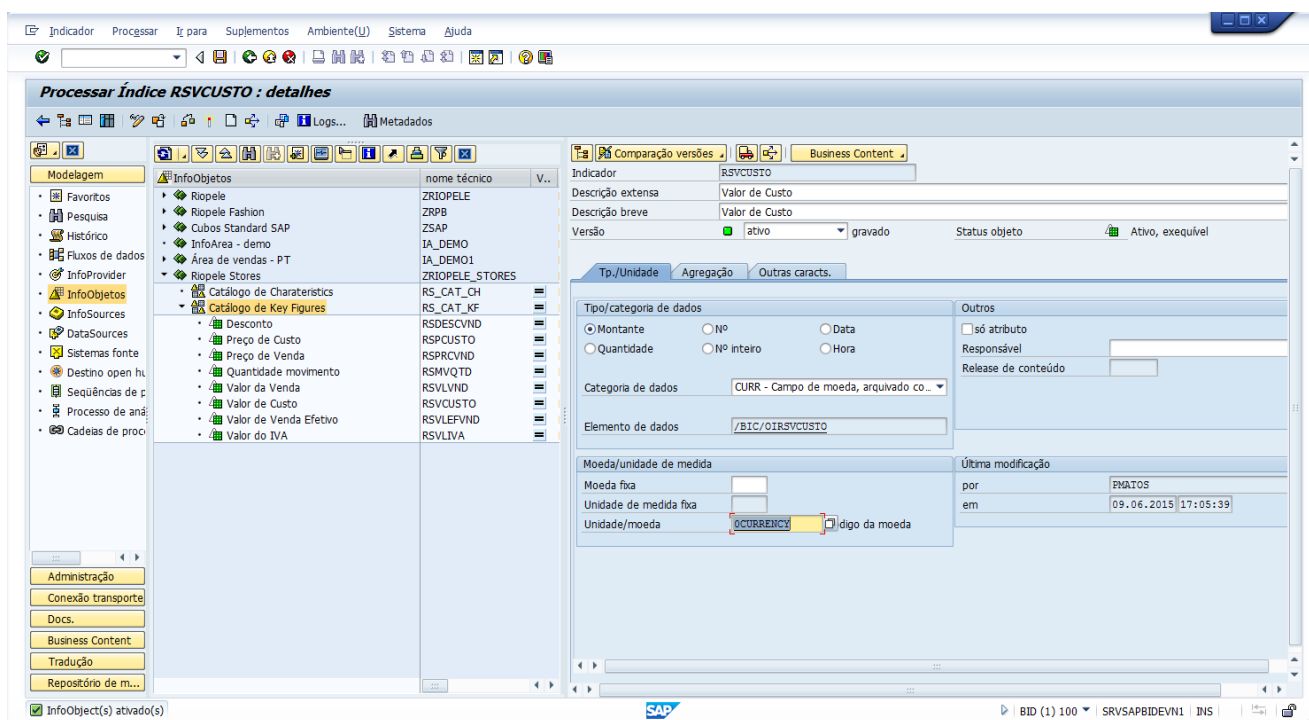 Indicador Processar Ir para Suplementos Ambiente(U) Sistema Ajuda
Processar Índice RSVCUSTO : detalhes
Logs... Metadados
Modelagem
Favoritos
Pesquisa
Histórico
Fluxos de dados
InfoProvider
InfoObjetos
InfoSources
DataSources
Sistemas fonte
Destino open hu
Seqüências de p
Processo de aná
Cadeias de proce
Administração
Conexão transporte
Docs.
Business Content
Tradução
Repositório de m...
InfoObjetos nome técnico V..
Riopele ZRIOPELE
Riopele Fashion ZRPB
Cubos Standard SAP ZSAP
InfoArea - demo IA_DEMO
Área de vendas - PT IA_DEMO1
Riopele Stores ZRIOPELE_STORES
Catálogo de Charateristics RS_CAT_CH
Catálogo de Key Figures RS_CAT_KF
Desconto RSDESCVND
Preço de Custo RSPCUSTO
Preço de Venda RSPRCVND
Quantidade movimento RSMVQTD
Valor da Venda RSVLVND
Valor de Custo RSVCUSTO
Valor de Venda Efetivo RSVLEFVND
Valor do IVA RSVLIVA
Comparação versões Business Content
Indicador RSVCUSTO
Descrição extensa Valor de Custo
Descrição breve Valor de Custo
Versão ativo gravado Status objeto Ativo, exequível
Tp./Unidade Agregação Outras caracts.
Tipo/categoria de dados
Montante Nº Data
Quantidade Nº inteiro Hora
Categoria de dados CURR - Campo de moeda, arquivado co...
Elemento de dados /BIC/OIRSVCUSTO
Outros
só atributo
Responsável
Release de conteúdo
Moeda/unidade de medida
Moeda fixa
Unidade de medida fixa
Unidade/moeda 0CURRENCY digo da moeda
Última modificação
por PMATOS
em 09.06.2015 17:05:39
InfoObject(s) ativado(s) SAP BID (1) 100 SRVSAPBIDEVN1 INS